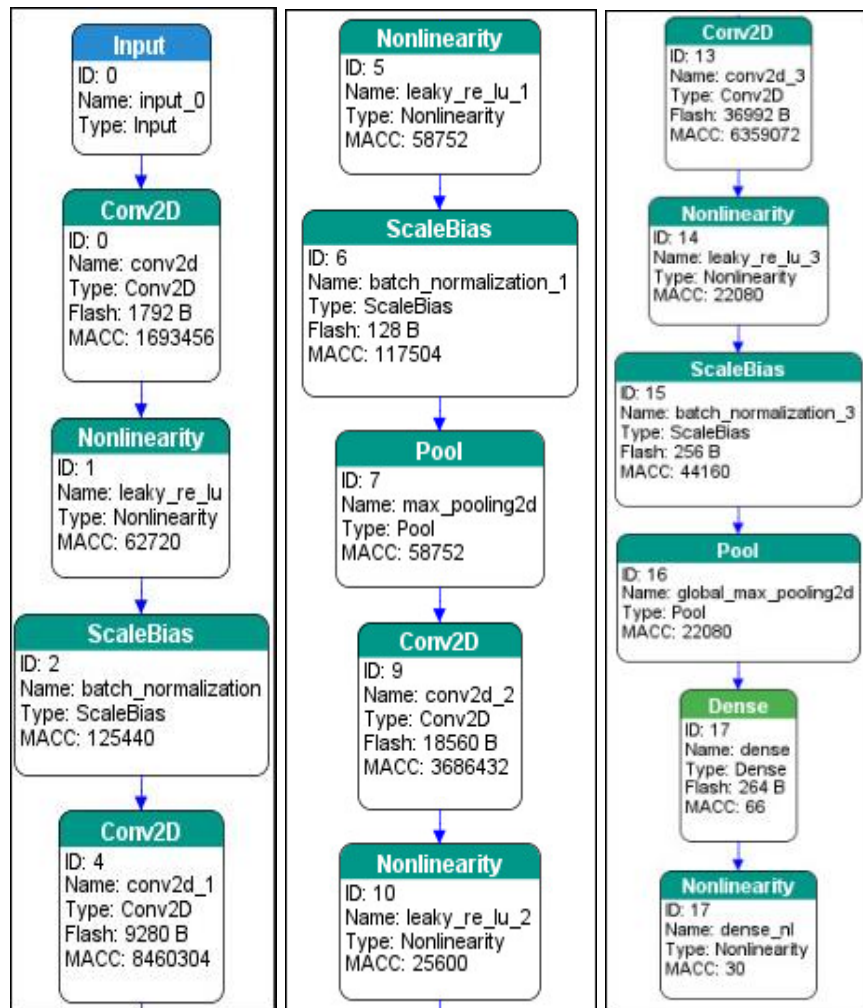 Input
ID: 0
Name: input_0
Type: Input
Conv2D
ID: 0
Name: conv2d
Type: Conv2D
Flash: 1792 B
MACC: 1693456
Nonlinearity
ID: 1
Name: leaky_re_lu
Type: Nonlinearity
MACC: 62720
ScaleBias
ID: 2
Name: batch_normalization
Type: ScaleBias
MACC: 125440
Conv2D
ID: 4
Name: conv2d_1
Type: Conv2D
Flash: 9280 B
MACC: 8460304
Nonlinearity
ID: 5
Name: leaky_re_lu_1
Type: Nonlinearity
MACC: 58752
ScaleBias
ID: 6
Name: batch_normalization_1
Type: ScaleBias
Flash: 128 B
MACC: 117504
Pool
ID: 7
Name: max_pooling2d
Type: Pool
MACC: 58752
Conv2D
ID: 9
Name: conv2d_2
Type: Conv2D
Flash: 18560 B
MACC: 3686432
Nonlinearity
ID: 10
Name: leaky_re_lu_2
Type: Nonlinearity
MACC: 25600
Conv2D
ID: 13
Name: conv2d_3
Type: Conv2D
Flash: 36992 B
MACC: 6359072
Nonlinearity
ID: 14
Name: leaky_re_lu_3
Type: Nonlinearity
MACC: 22080
ScaleBias
ID: 15
Name: batch_normalization_3
Type: ScaleBias
Flash: 256 B
MACC: 44160
Pool
ID: 16
Name: global_max_pooling2d
Type: Pool
MACC: 22080
Dense
ID: 17
Name: dense
Type: Dense
Flash: 264 B
MACC: 66
Nonlinearity
ID: 17
Name: dense_nl
Type: Nonlinearity
MACC: 30